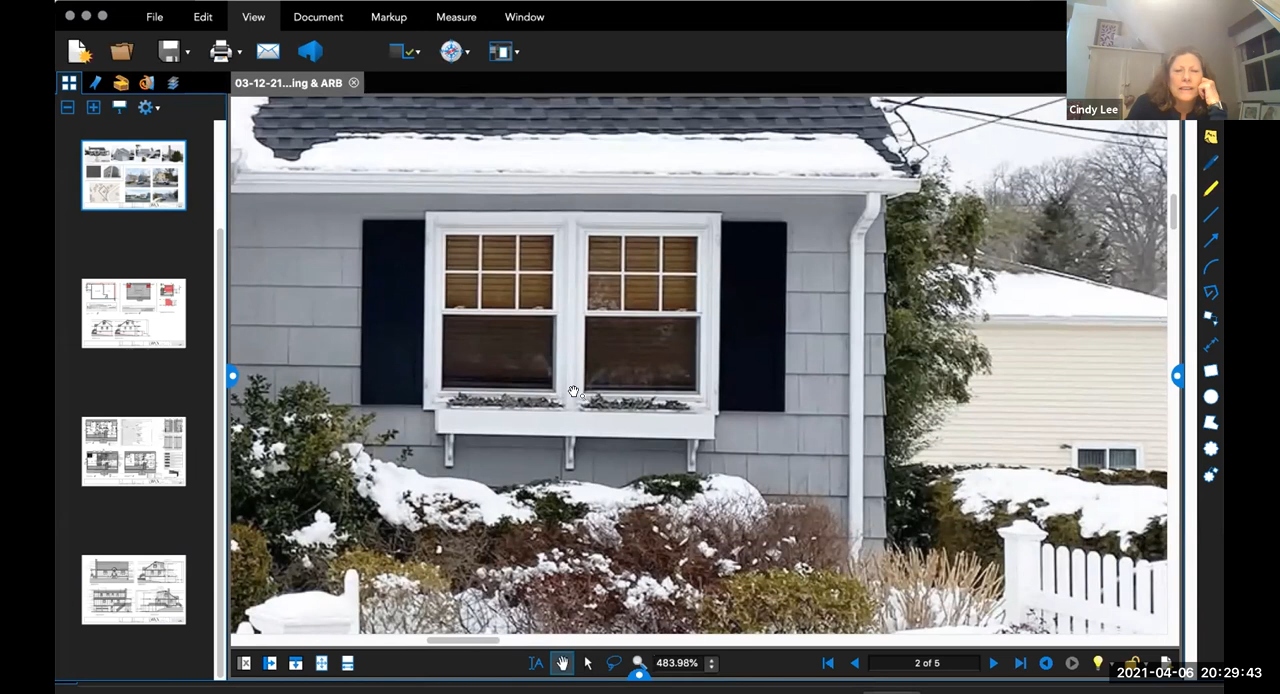 File Edit View Document Markup Measure Window
Cindy Lee
03-12-21...ing & ARB
483.98%
2 of 5
2021-04-06 20:29:43